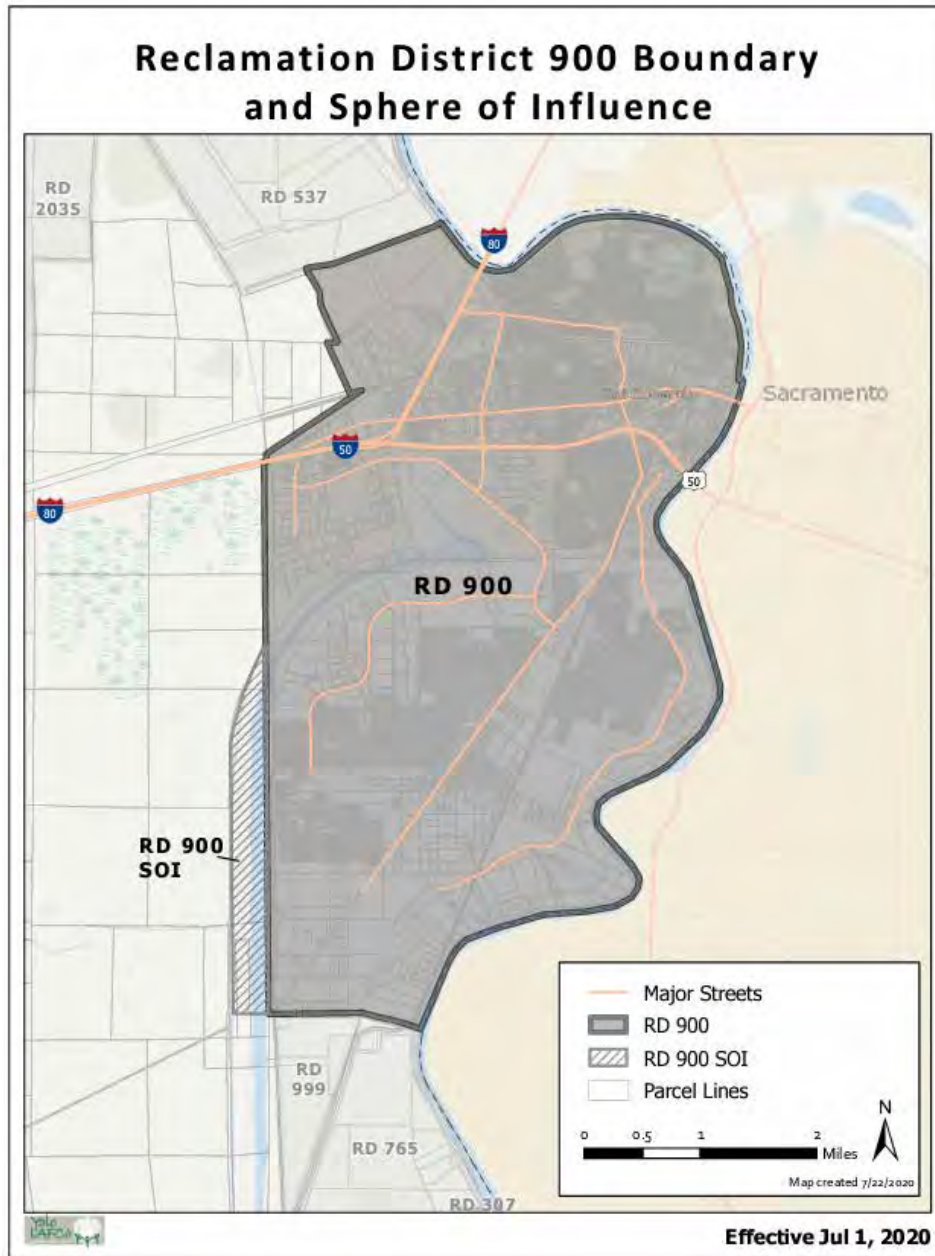 Reclamation District 900 Boundary
and Sphere of Influence
RD
2035
RD 537
80
Sacramento
50
50
80
RD 900
RD 900
SOI
Major Streets
RD 900
RD 900 SOI
Parcel Lines
N
0 0.5 1 2
Miles
Map created 7/22/2020
RD
999
RD 765
RD 307
Yolo
LAFCo
Effective Jul 1, 2020